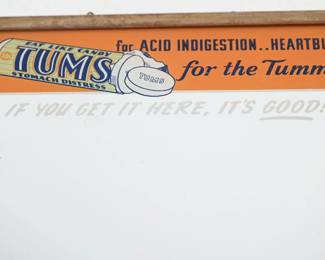 for ACID INDIGESTION..HEARTBU
EAT LIKE CANDY
TUMS
STOMACH DISTRESS
TUMS
for the Tumm
IF YOU GET IT HERE, IT'S GOOD!